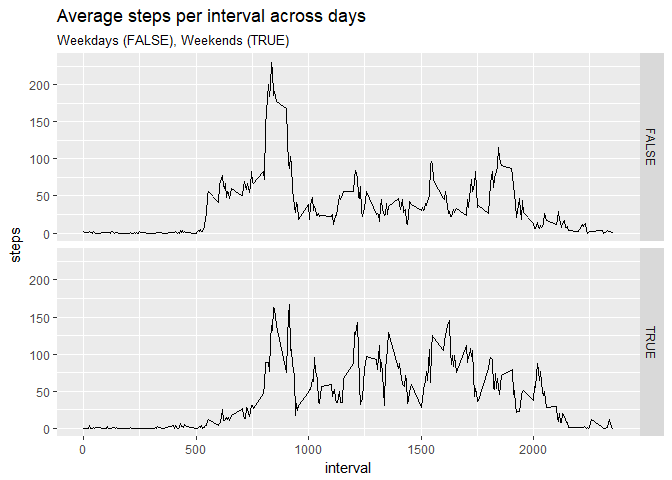 Average steps per interval across days
Weekdays (FALSE), Weekends (TRUE)
steps
200
150
100
50
0
FALSE
200
150
100
50
0
TRUE
0 500 1000 1500 2000
interval